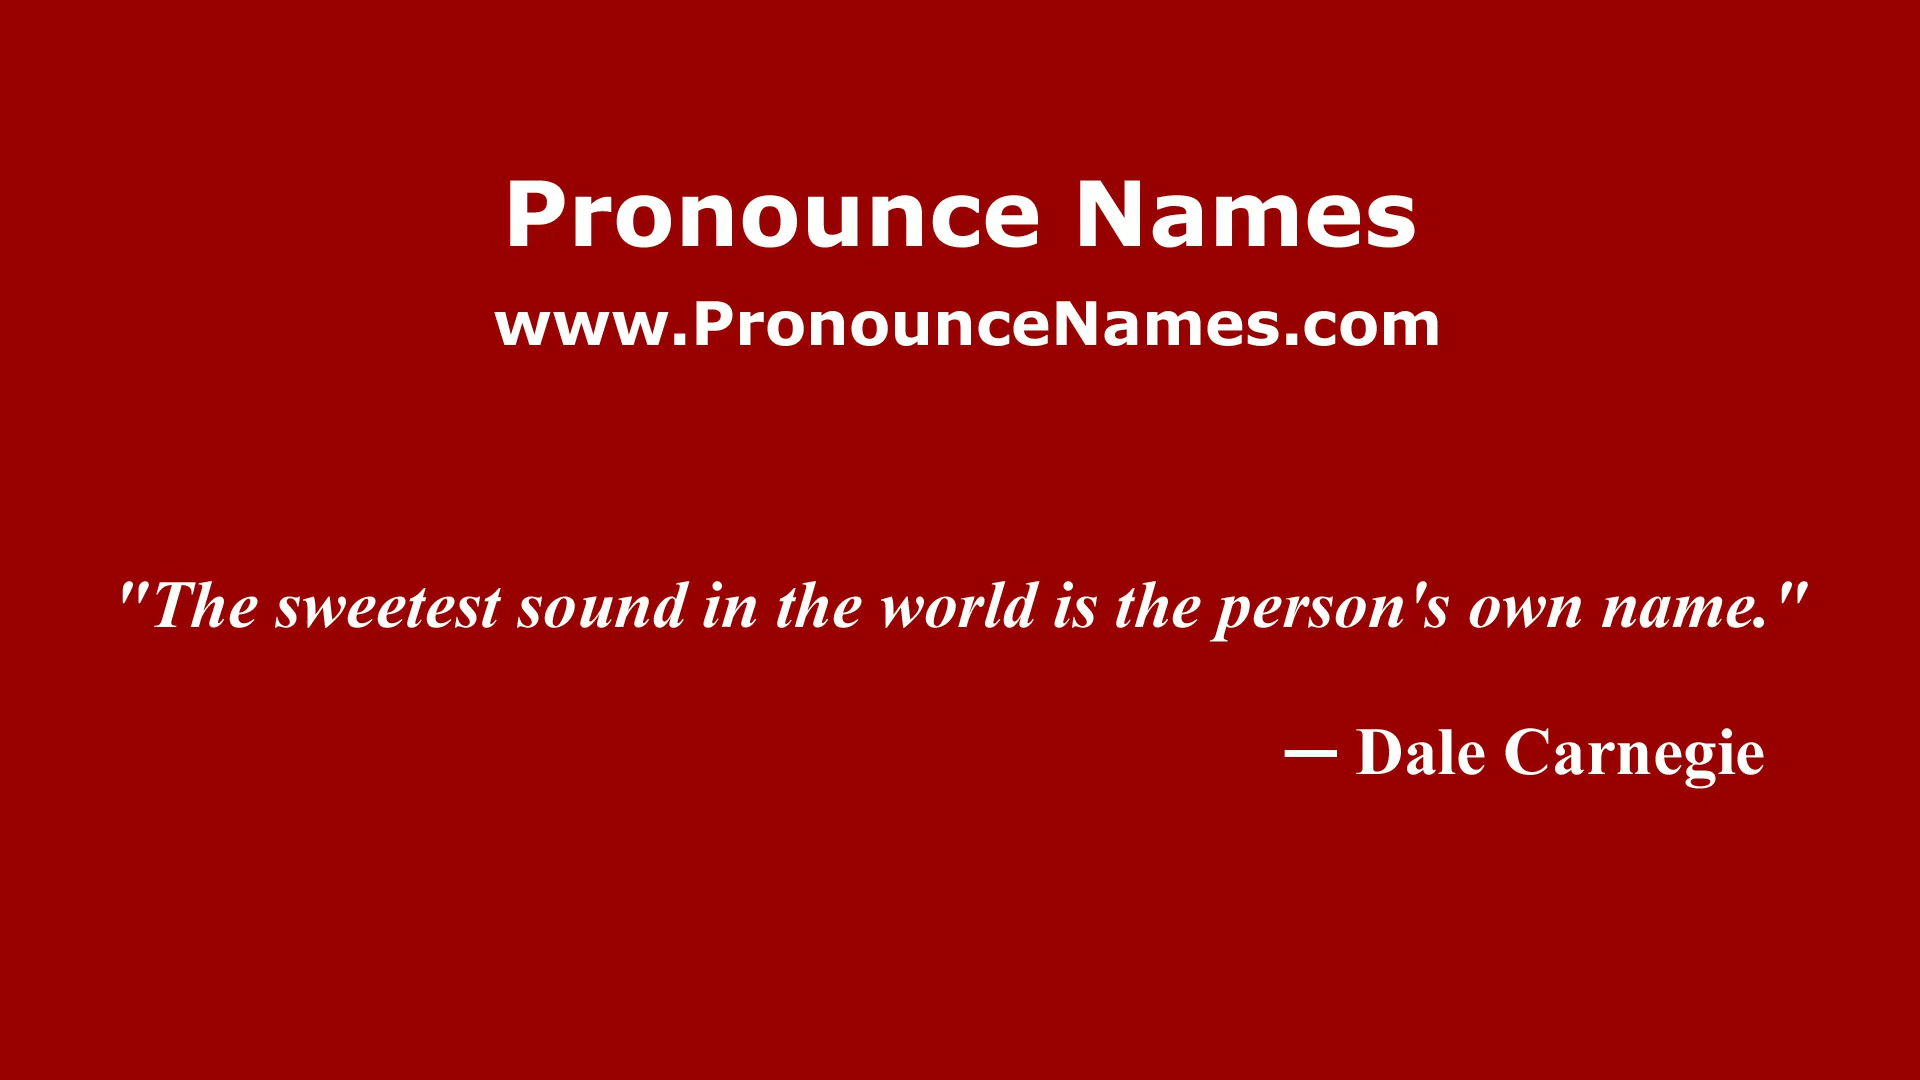 Pronounce Names
www.PronounceNames.com
"The sweetest sound in the world is the person's own name."
— Dale Carnegie